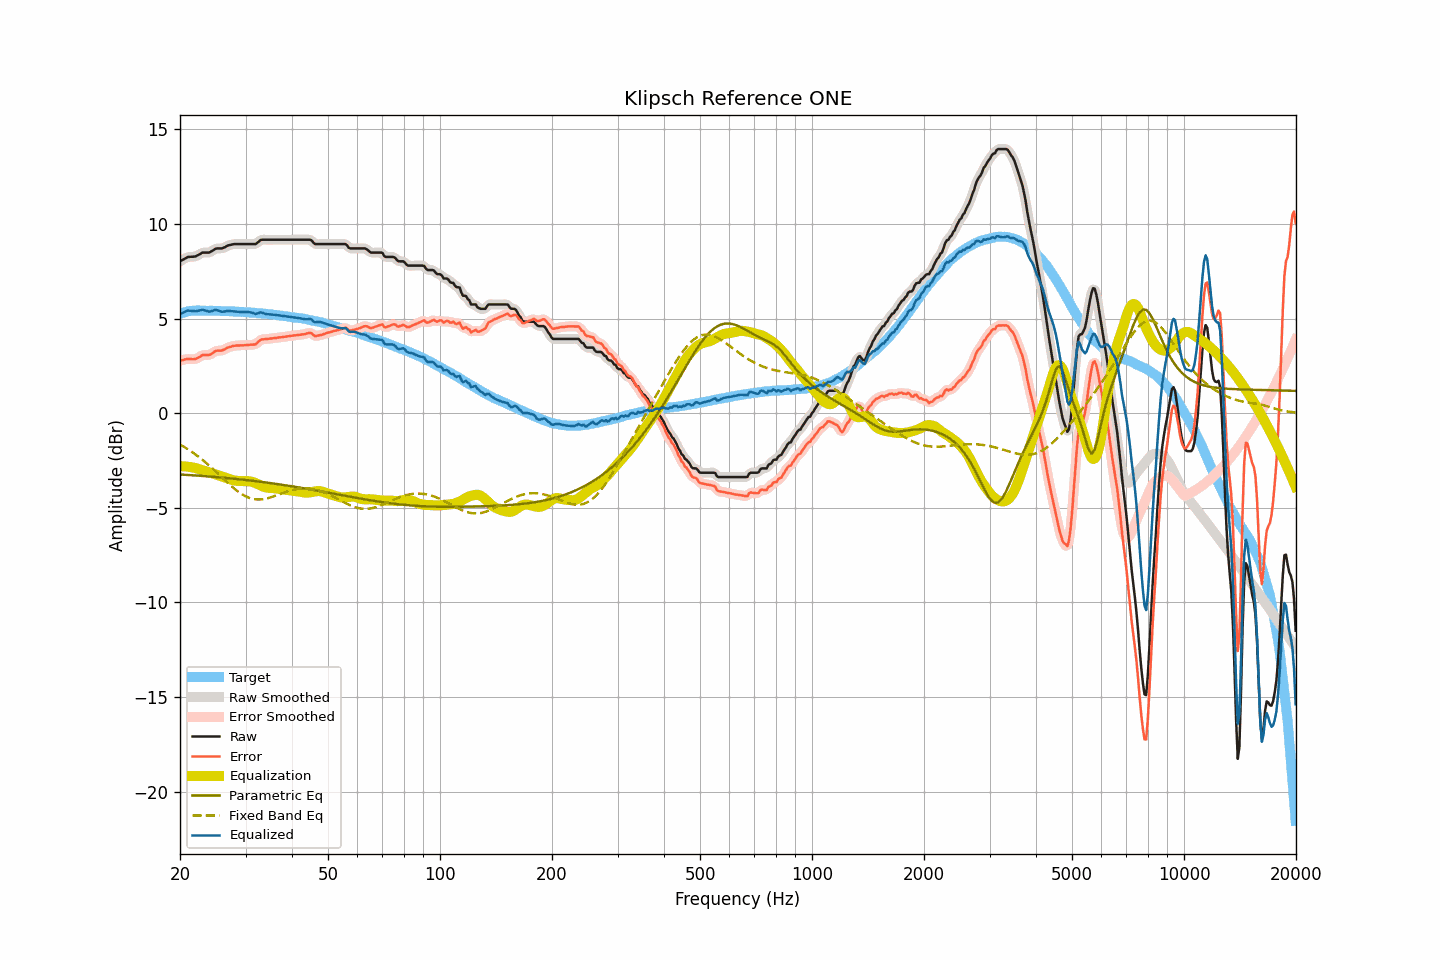 Klipsch Reference ONE
Amplitude (dBr)
15
10
5
0
−5
−10
−15
−20
Target
Raw Smoothed
Error Smoothed
Raw
Error
Equalization
Parametric Eq
Fixed Band Eq
Equalized
20 50 100 200 500 1000 2000 5000 10000 20000
Frequency (Hz)